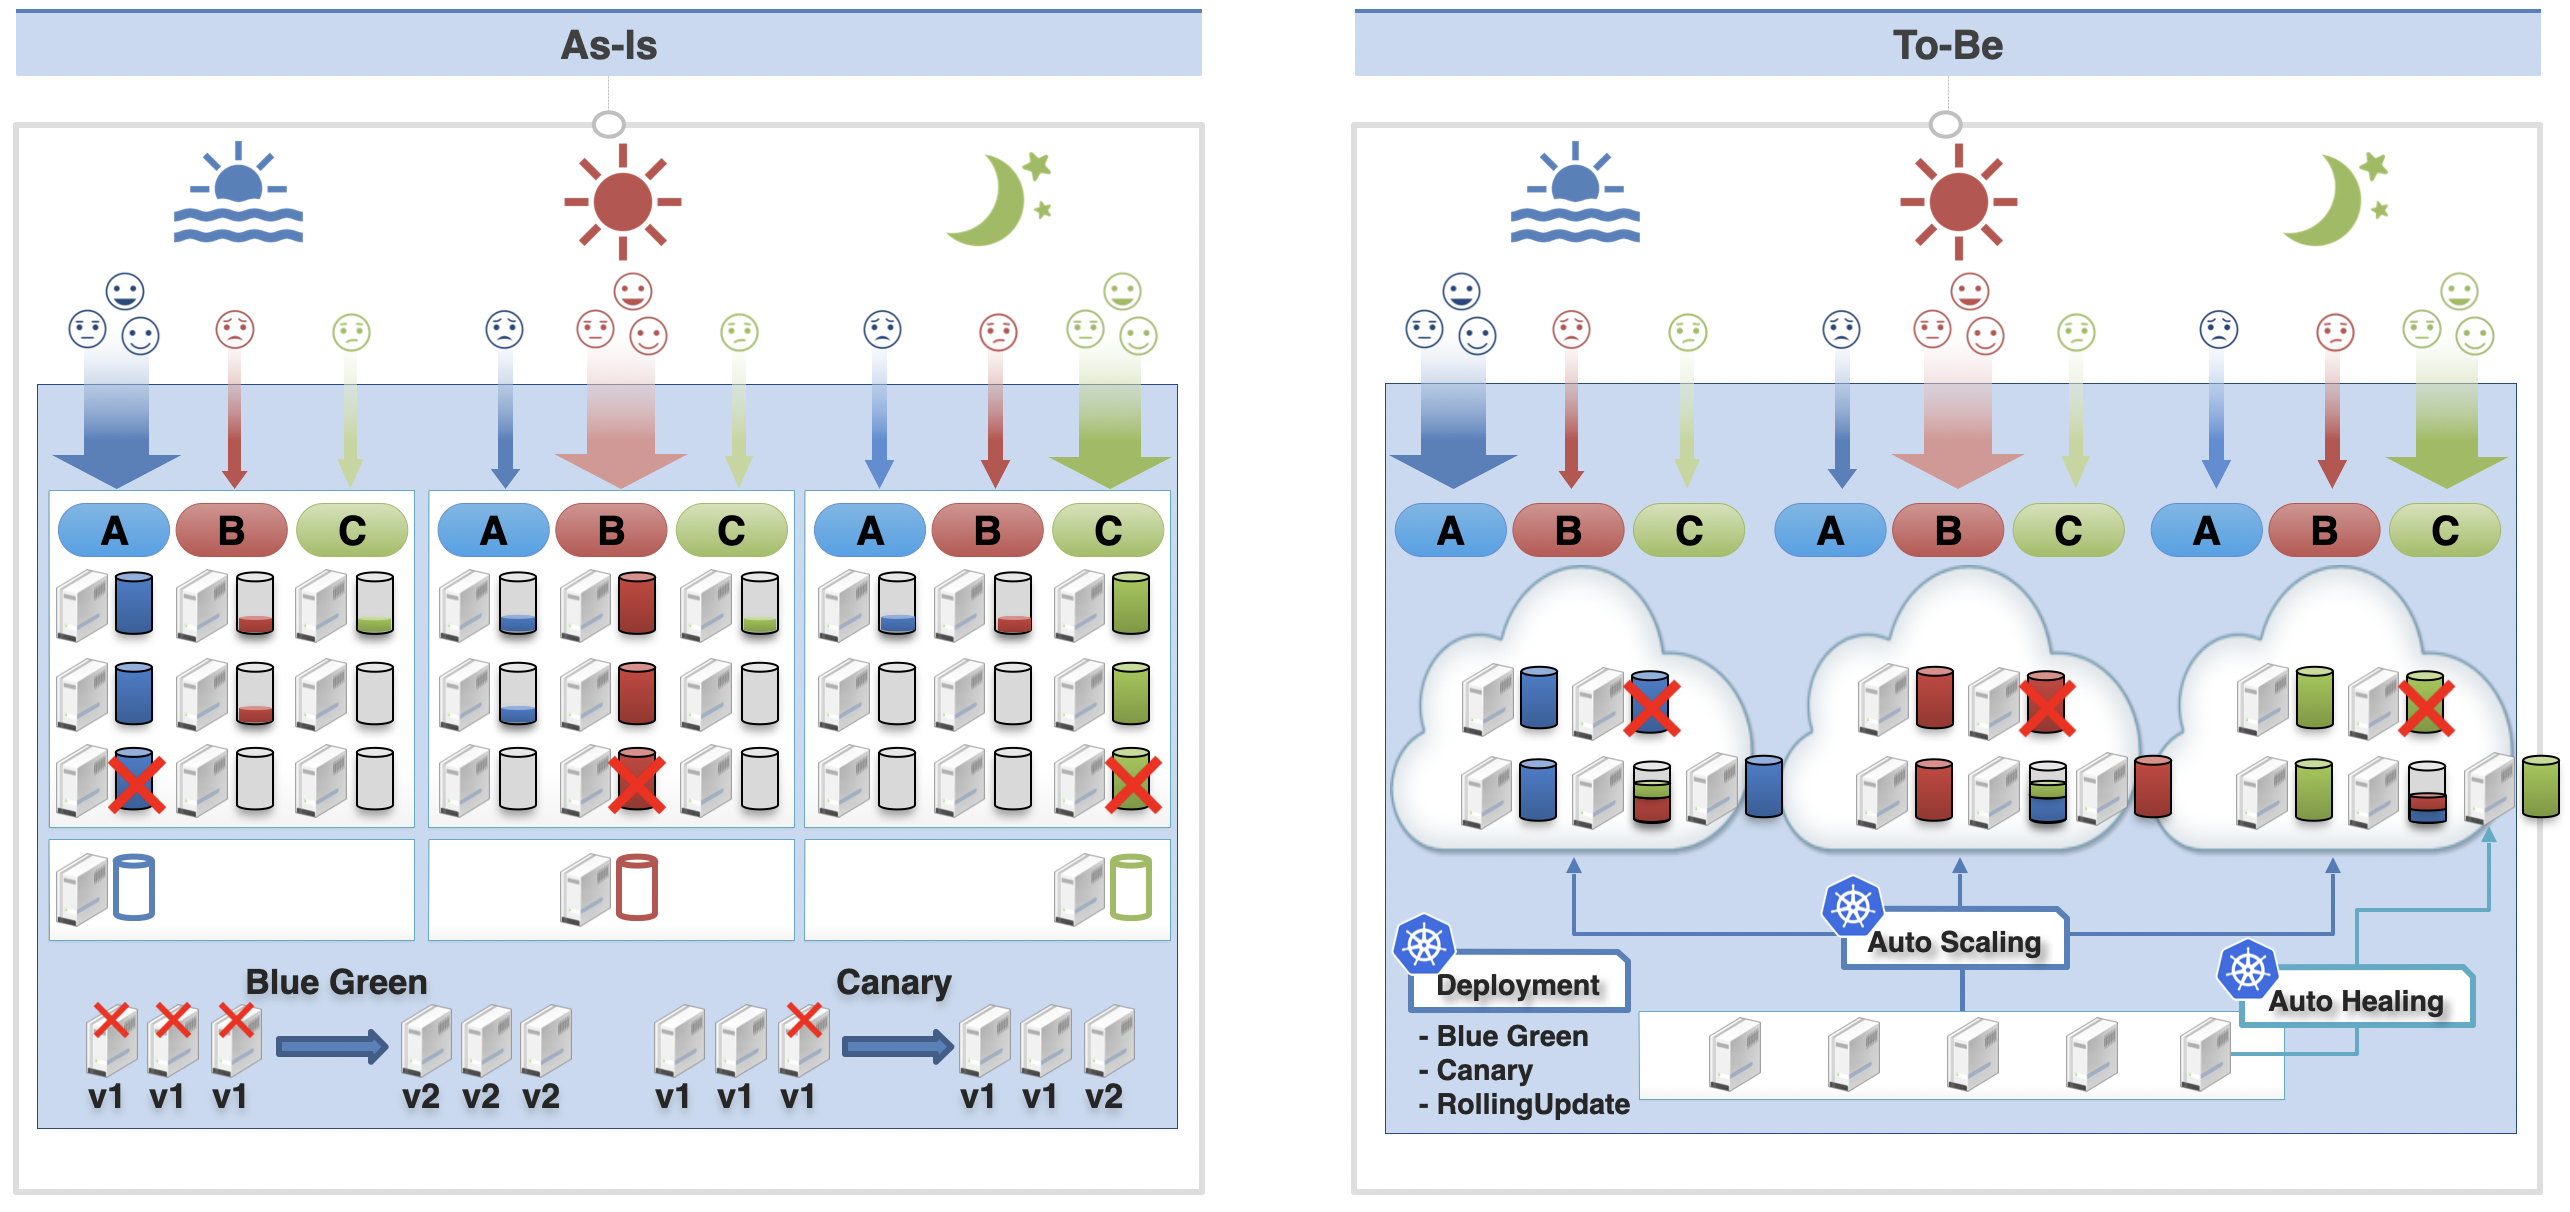 As-Is
A B C A B C A B C
Blue Green
Canary
v1 v1 v1 v2 v2 v2 v1 v1 v1 v1 v1 v2
To-Be
A B C A B C A B C
Auto Scaling
Deployment
Auto Healing
- Blue Green
- Canary
- RollingUpdate